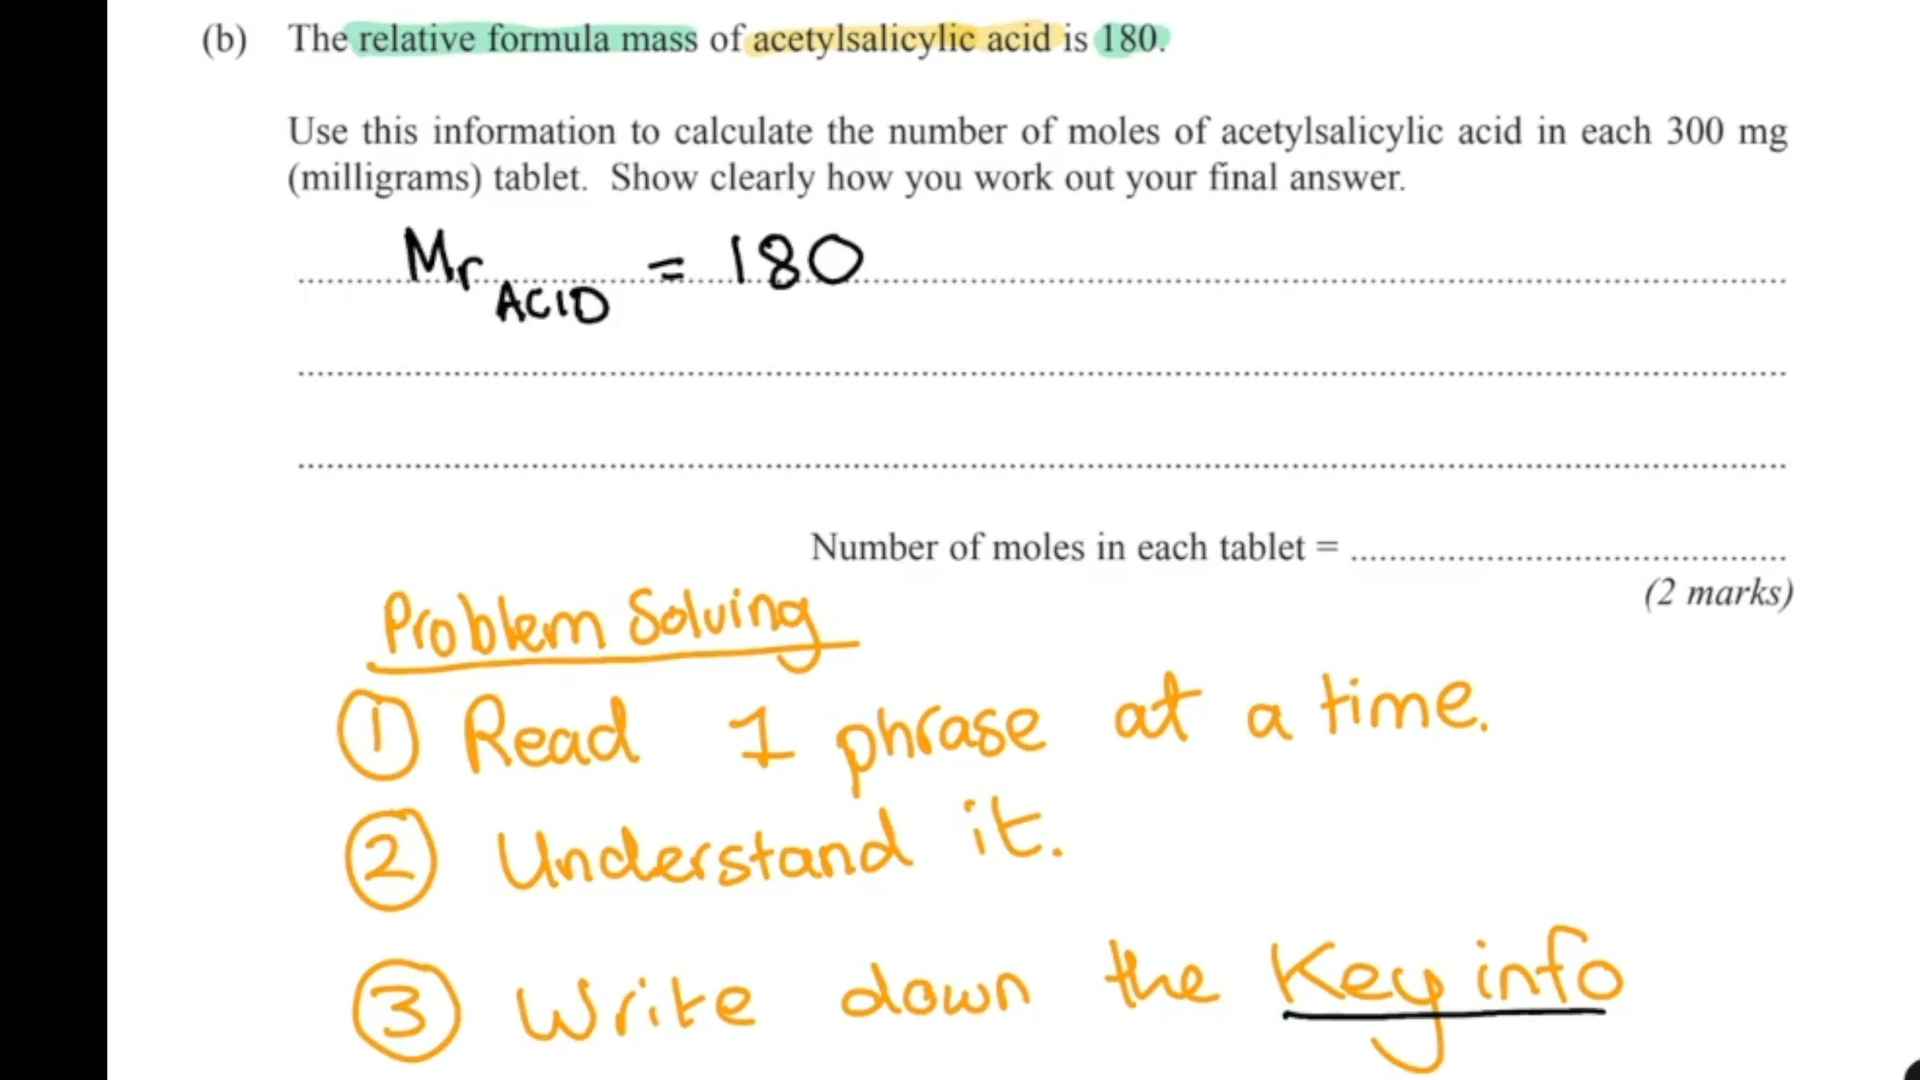 (b) The relative formula mass of acetylsalicylic acid is 180.
Use this information to calculate the number of moles of acetylsalicylic acid in each 300 mg
(milligrams) tablet. Show clearly how you work out your final answer.
Mr ACID = 180
Number of moles in each tablet =
(2 marks)
Problem Solving
1 Read 1 phrase at a time.
2 Understand it.
3 Write down the Key info